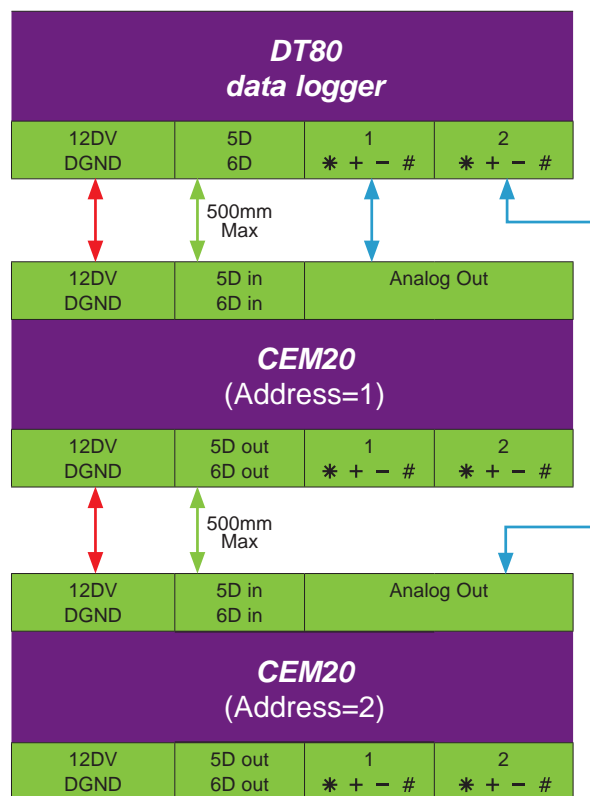 DT80
data logger
12DV 5D 1 2
DGND 6D ✱ + − # ✱ + − #
500mm
Max
12DV 5D in Analog Out
DGND 6D in
CEM20
(Address=1)
12DV 5D out 1 2
DGND 6D out ✱ + − # ✱ + − #
500mm
Max
12DV 5D in Analog Out
DGND 6D in
CEM20
(Address=2)
12DV 5D out 1 2
DGND 6D out ✱ + − # ✱ + − #